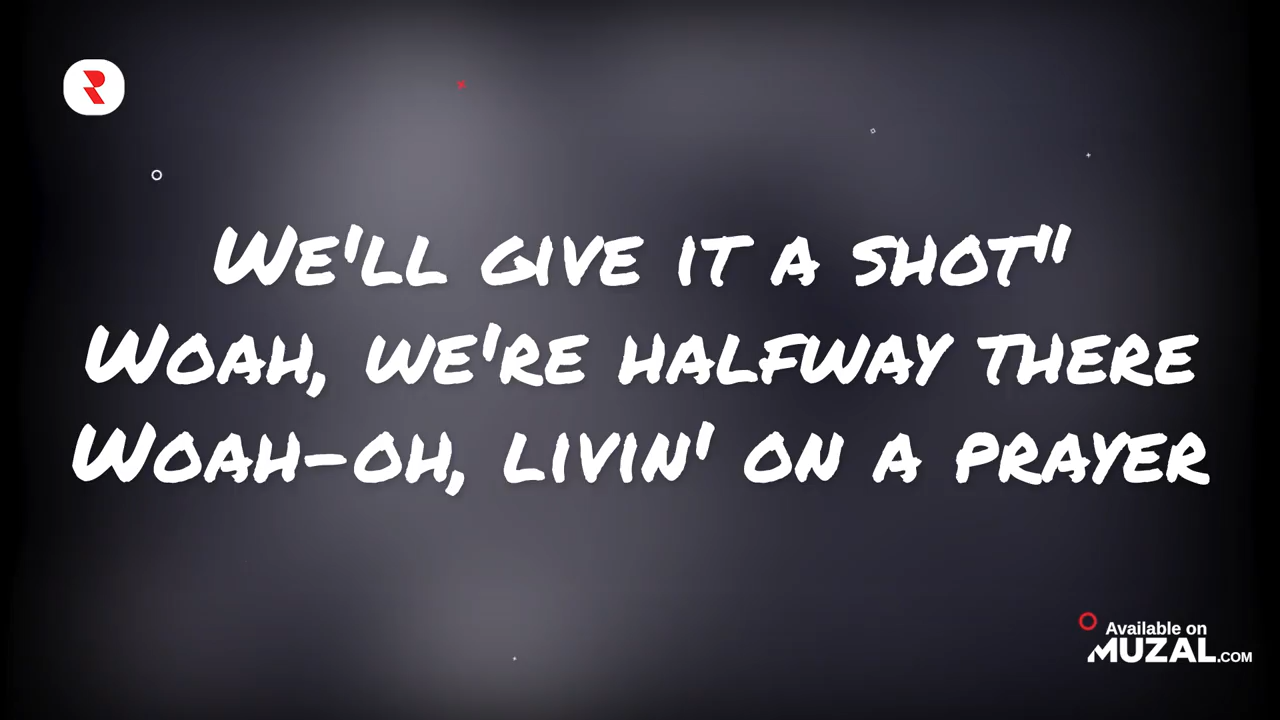 We'll give it a shot"
Woah, we're halfway there
Woah-oh, livin' on a prayer
R
Available on
MUZAL.COM